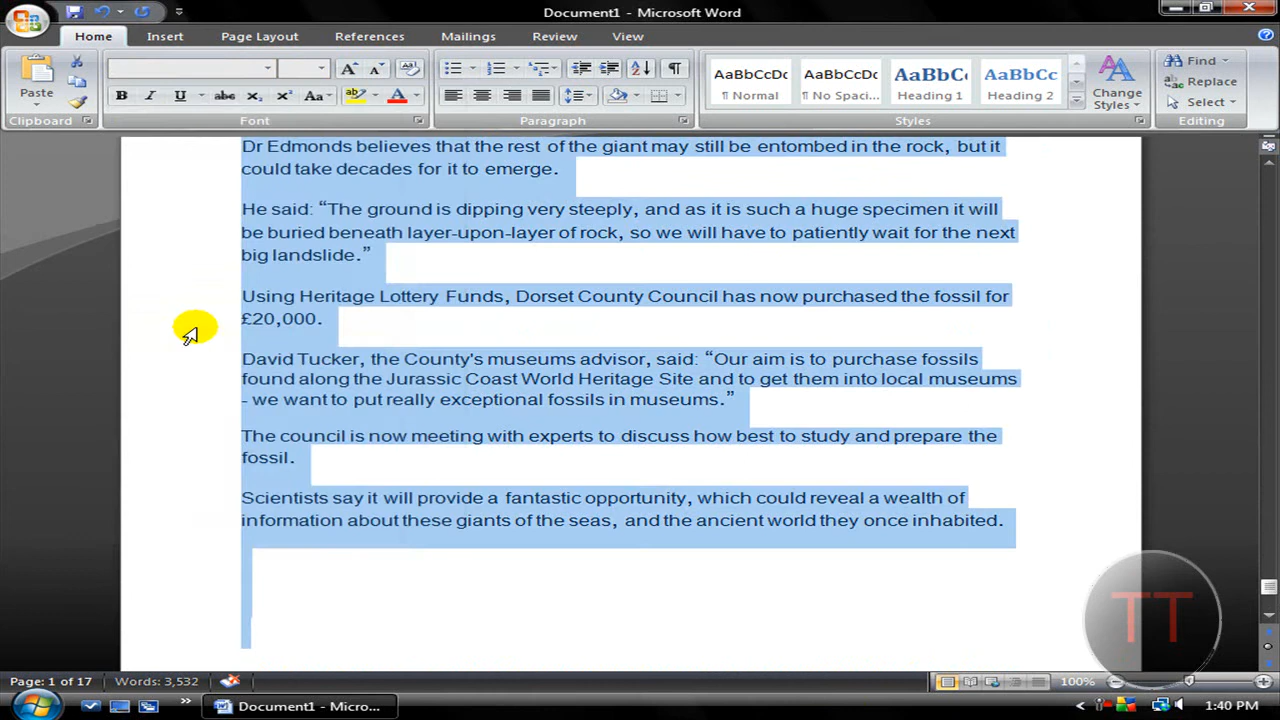 Document1 - Microsoft Word
Home Insert Page Layout References Mailings Review View
Paste
Clipboard
B I U abc X₂ X² Aa
ab A
Font
Paragraph
AaBbCcDc AaBbCcDc AaBbC AaBbCc
¶ Normal ¶ No Spaci... Heading 1 Heading 2
Change Styles
Styles
Find
Replace
Select
Editing
Dr Edmonds believes that the rest of the giant may still be entombed in the rock, but it
could take decades for it to emerge.
He said: “The ground is dipping very steeply, and as it is such a huge specimen it will
be buried beneath layer-upon-layer of rock, so we will have to patiently wait for the next
big landslide.”
Using Heritage Lottery Funds, Dorset County Council has now purchased the fossil for
£20,000.
David Tucker, the County's museums advisor, said: “Our aim is to purchase fossils
found along the Jurassic Coast World Heritage Site and to get them into local museums
- we want to put really exceptional fossils in museums.”
The council is now meeting with experts to discuss how best to study and prepare the
fossil.
Scientists say it will provide a fantastic opportunity, which could reveal a wealth of
information about these giants of the seas, and the ancient world they once inhabited.
TT
Page: 1 of 17 Words: 3,532 100%
Document1 - Micro... 1:40 PM